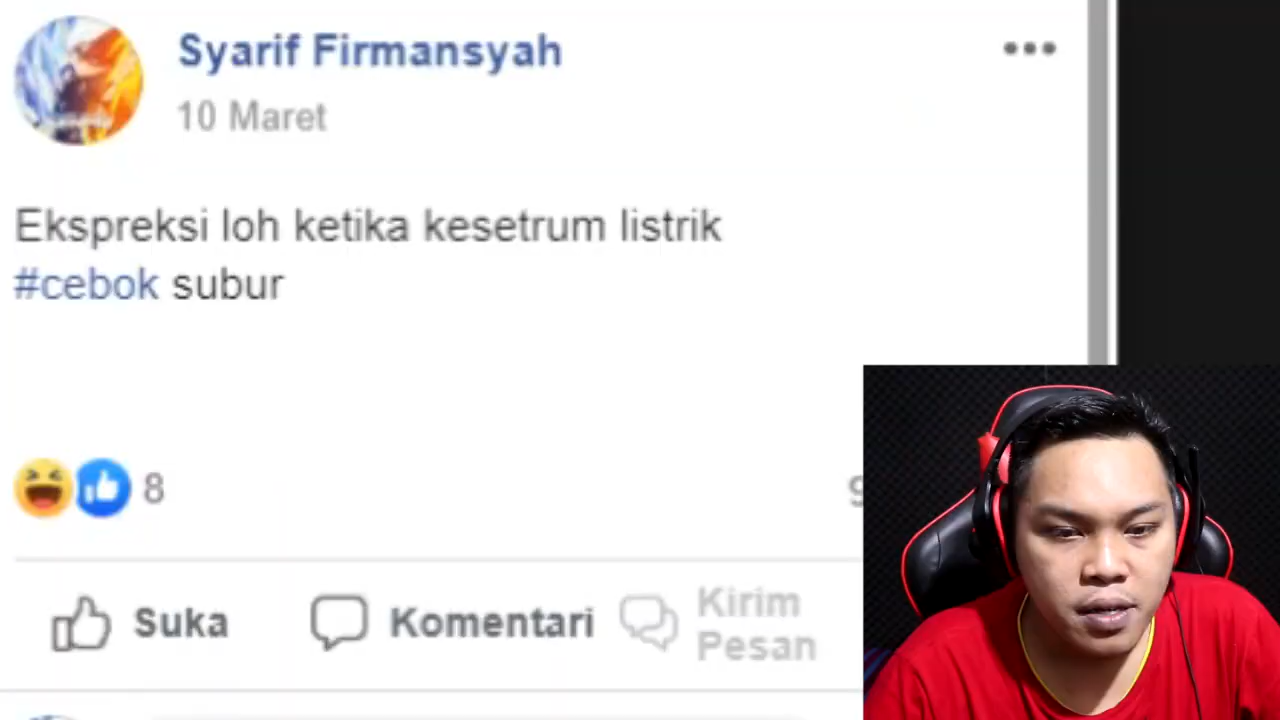 Syarif Firmansyah
10 Maret
Ekspreksi loh ketika kesetrum listrik
#cebok subur
8
Suka
Komentari
Kirim
Pesan